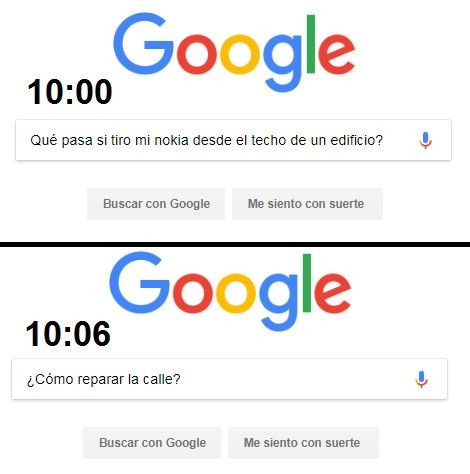 Google
10:00
Qué pasa si tiro mi nokia desde el techo de un edificio?
Buscar con Google
Me siento con suerte
Google
10:06
¿Cómo reparar la calle?
Buscar con Google
Me siento con suerte